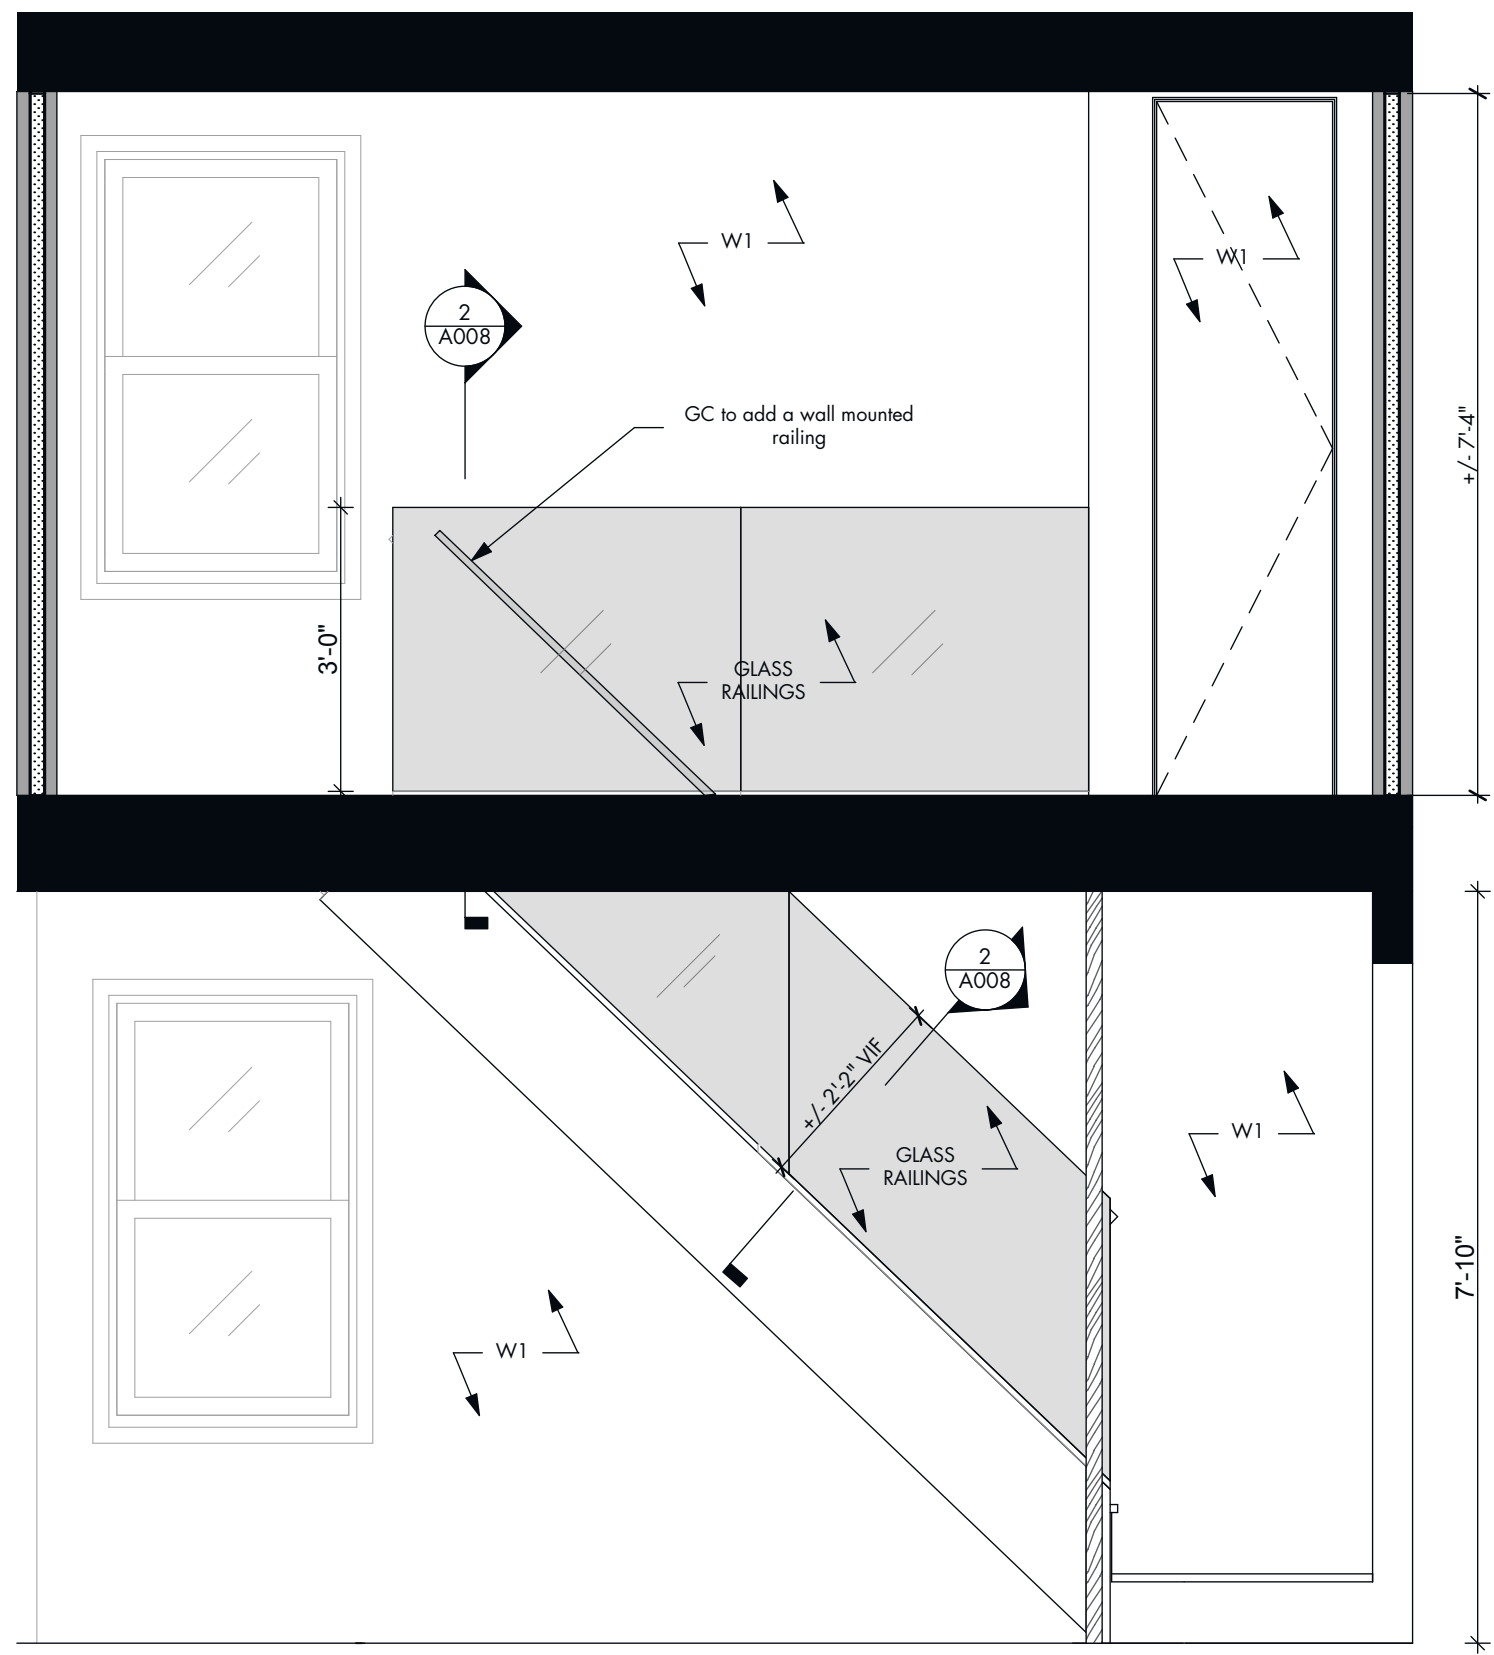 W1
W1
2
A008
GC to add a wall mounted
railing
+/- 7'-4"
3'-0"
GLASS
RAILINGS
2
A008
+/- 2'-2" VIF
GLASS
RAILINGS
W1
7'-10"
W1